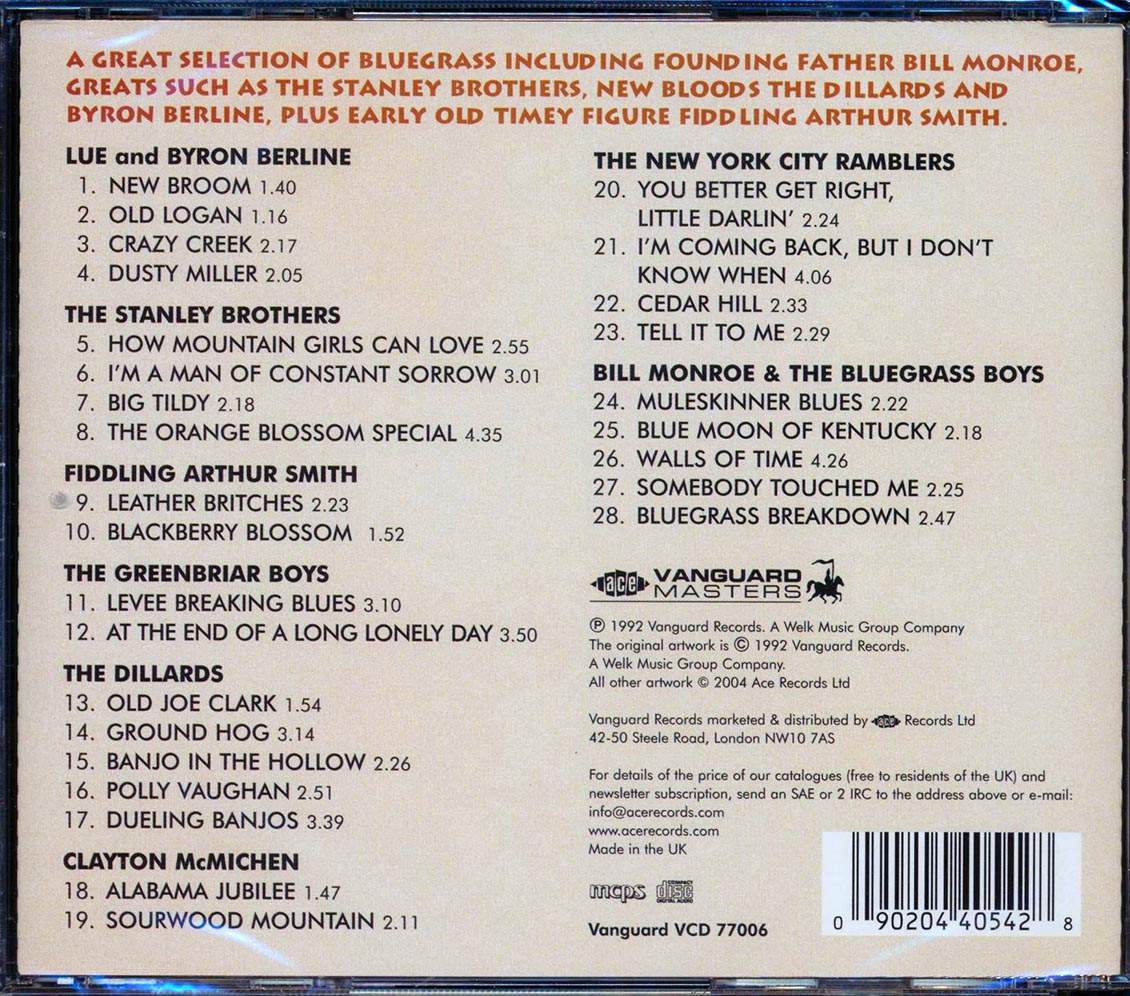 A GREAT SELECTION OF BLUEGRASS INCLUDING FOUNDING FATHER BILL MONROE,
GREATS SUCH AS THE STANLEY BROTHERS, NEW BLOODS THE DILLARDS AND
BYRON BERLINE, PLUS EARLY OLD TIMEY FIGURE FIDDLING ARTHUR SMITH.
LUE and BYRON BERLINE
1. NEW BROOM 1.40
2. OLD LOGAN 1.16
3. CRAZY CREEK 2.17
4. DUSTY MILLER 2.05
THE STANLEY BROTHERS
5. HOW MOUNTAIN GIRLS CAN LOVE 2.55
6. I'M A MAN OF CONSTANT SORROW 3.01
7. BIG TILDY 2.18
8. THE ORANGE BLOSSOM SPECIAL 4.35
FIDDLING ARTHUR SMITH
9. LEATHER BRITCHES 2.23
10. BLACKBERRY BLOSSOM 1.52
THE GREENBRIAR BOYS
11. LEVEE BREAKING BLUES 3.10
12. AT THE END OF A LONG LONELY DAY 3.50
THE DILLARDS
13. OLD JOE CLARK 1.54
14. GROUND HOG 3.14
15. BANJO IN THE HOLLOW 2.26
16. POLLY VAUGHAN 2.51
17. DUELING BANJOS 3.39
CLAYTON McMICHEN
18. ALABAMA JUBILEE 1.47
19. SOURWOOD MOUNTAIN 2.11
THE NEW YORK CITY RAMBLERS
20. YOU BETTER GET RIGHT,
LITTLE DARLIN' 2.24
21. I'M COMING BACK, BUT I DON'T
KNOW WHEN 4.06
22. CEDAR HILL 2.33
23. TELL IT TO ME 2.29
BILL MONROE & THE BLUEGRASS BOYS
24. MULESKINNER BLUES 2.22
25. BLUE MOON OF KENTUCKY 2.18
26. WALLS OF TIME 4.26
27. SOMEBODY TOUCHED ME 2.25
28. BLUEGRASS BREAKDOWN 2.47
ace VANGUARD
MASTERS
℗ 1992 Vanguard Records. A Welk Music Group Company
The original artwork is © 1992 Vanguard Records.
A Welk Music Group Company.
All other artwork © 2004 Ace Records Ltd
Vanguard Records marketed & distributed by ace Records Ltd
42-50 Steele Road, London NW10 7AS
For details of the price of our catalogues (free to residents of the UK) and
newsletter subscription, send an SAE or 2 IRC to the address above or e-mail:
info@acerecords.com
www.acerecords.com
Made in the UK
mcps COMPACT disc DIGITAL AUDIO
Vanguard VCD 77006
0 90204 40542 8